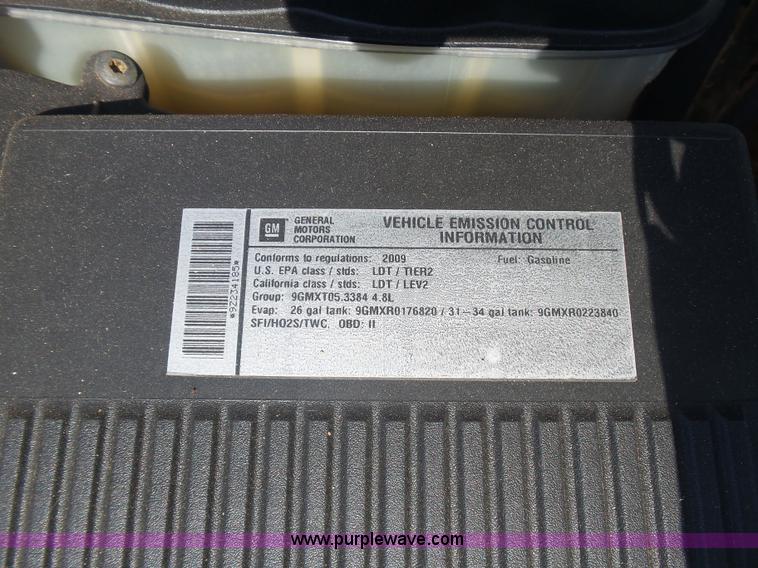 GM GENERAL MOTORS CORPORATION
VEHICLE EMISSION CONTROL INFORMATION
Conforms to regulations: 2009 Fuel: Gasoline
U.S. EPA class / stds: LDT / TIER2
California class / stds: LDT / LEV2
Group: 9GMXT05.3384 4.8L
Evap: 26 gal tank: 9GMXR0176820 / 31-34 gal tank: 9GMXR0223840
SFI/HO2S/TWC, OBD: II
*92234185*
www.purplewave.com